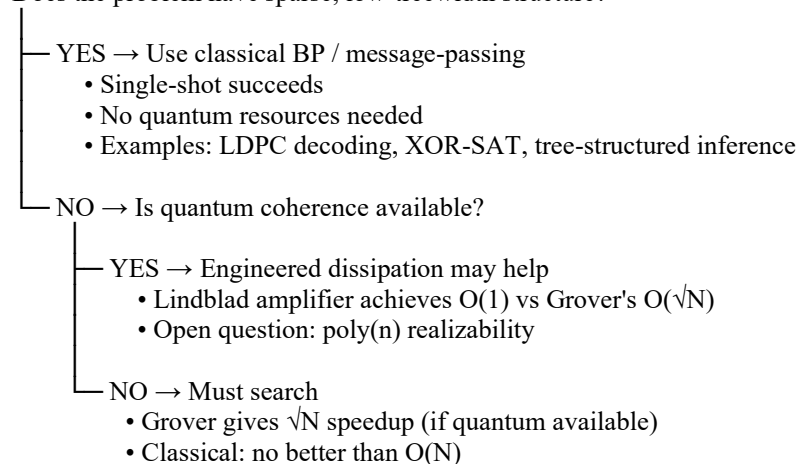 Does the problem have sparse, low-treewidth structure?
YES → Use classical BP / message-passing
• Single-shot succeeds
• No quantum resources needed
• Examples: LDPC decoding, XOR-SAT, tree-structured inference
NO → Is quantum coherence available?
YES → Engineered dissipation may help
• Lindblad amplifier achieves O(1) vs Grover's O(√N)
• Open question: poly(n) realizability
NO → Must search
• Grover gives √N speedup (if quantum available)
• Classical: no better than O(N)